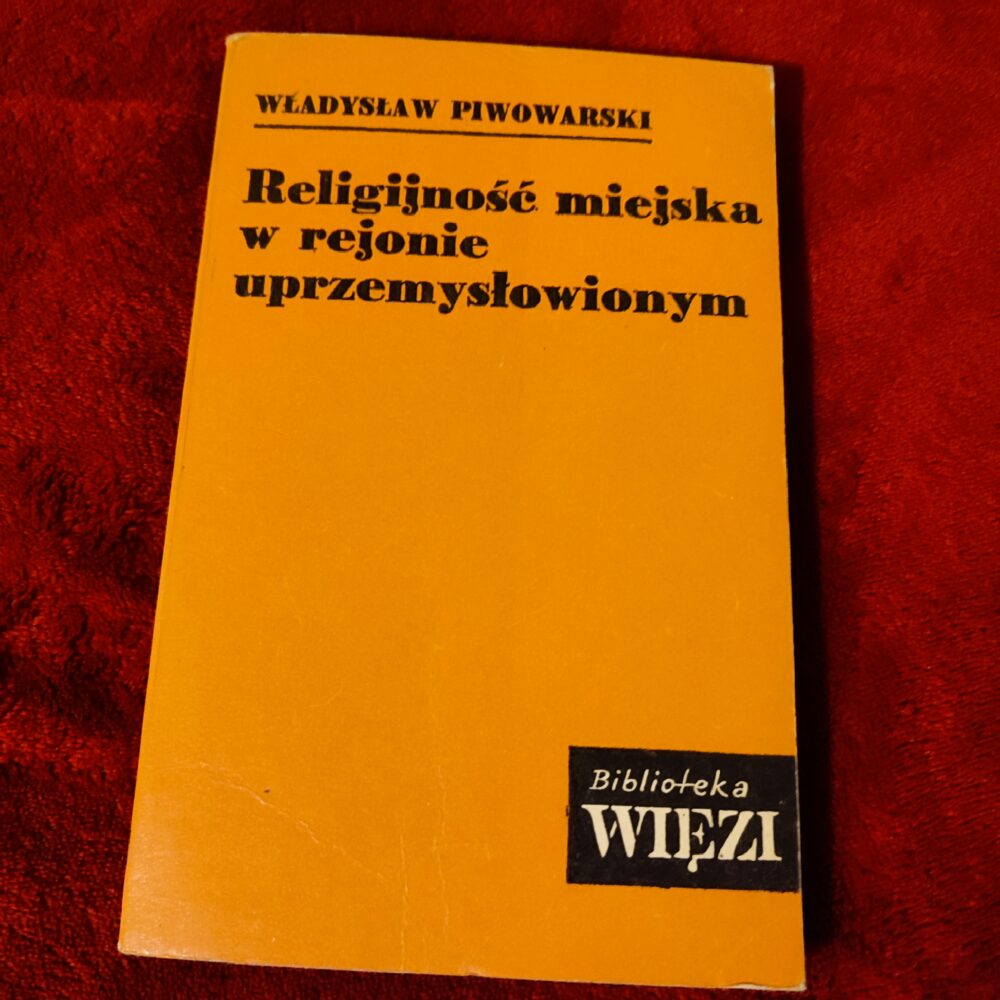 WŁADYSŁAW PIWOWARSKI
Religijność miejska
w rejonie
uprzemysłowionym
Biblioteka
WIĘZI